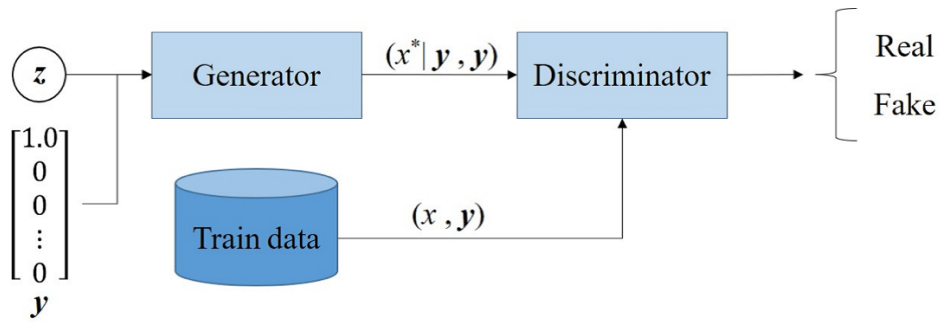 z
Generator
(x*| y , y)
Discriminator
Real
Fake
[1.0
0
0
⋮
0]
y
Train data
(x , y)